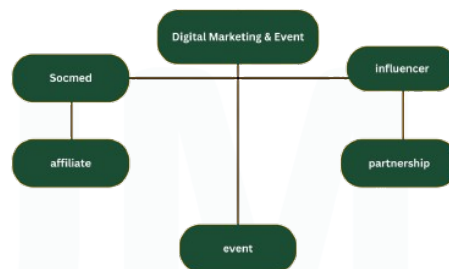 Digital Marketing & Event
Socmed
influencer
affiliate
partnership
event